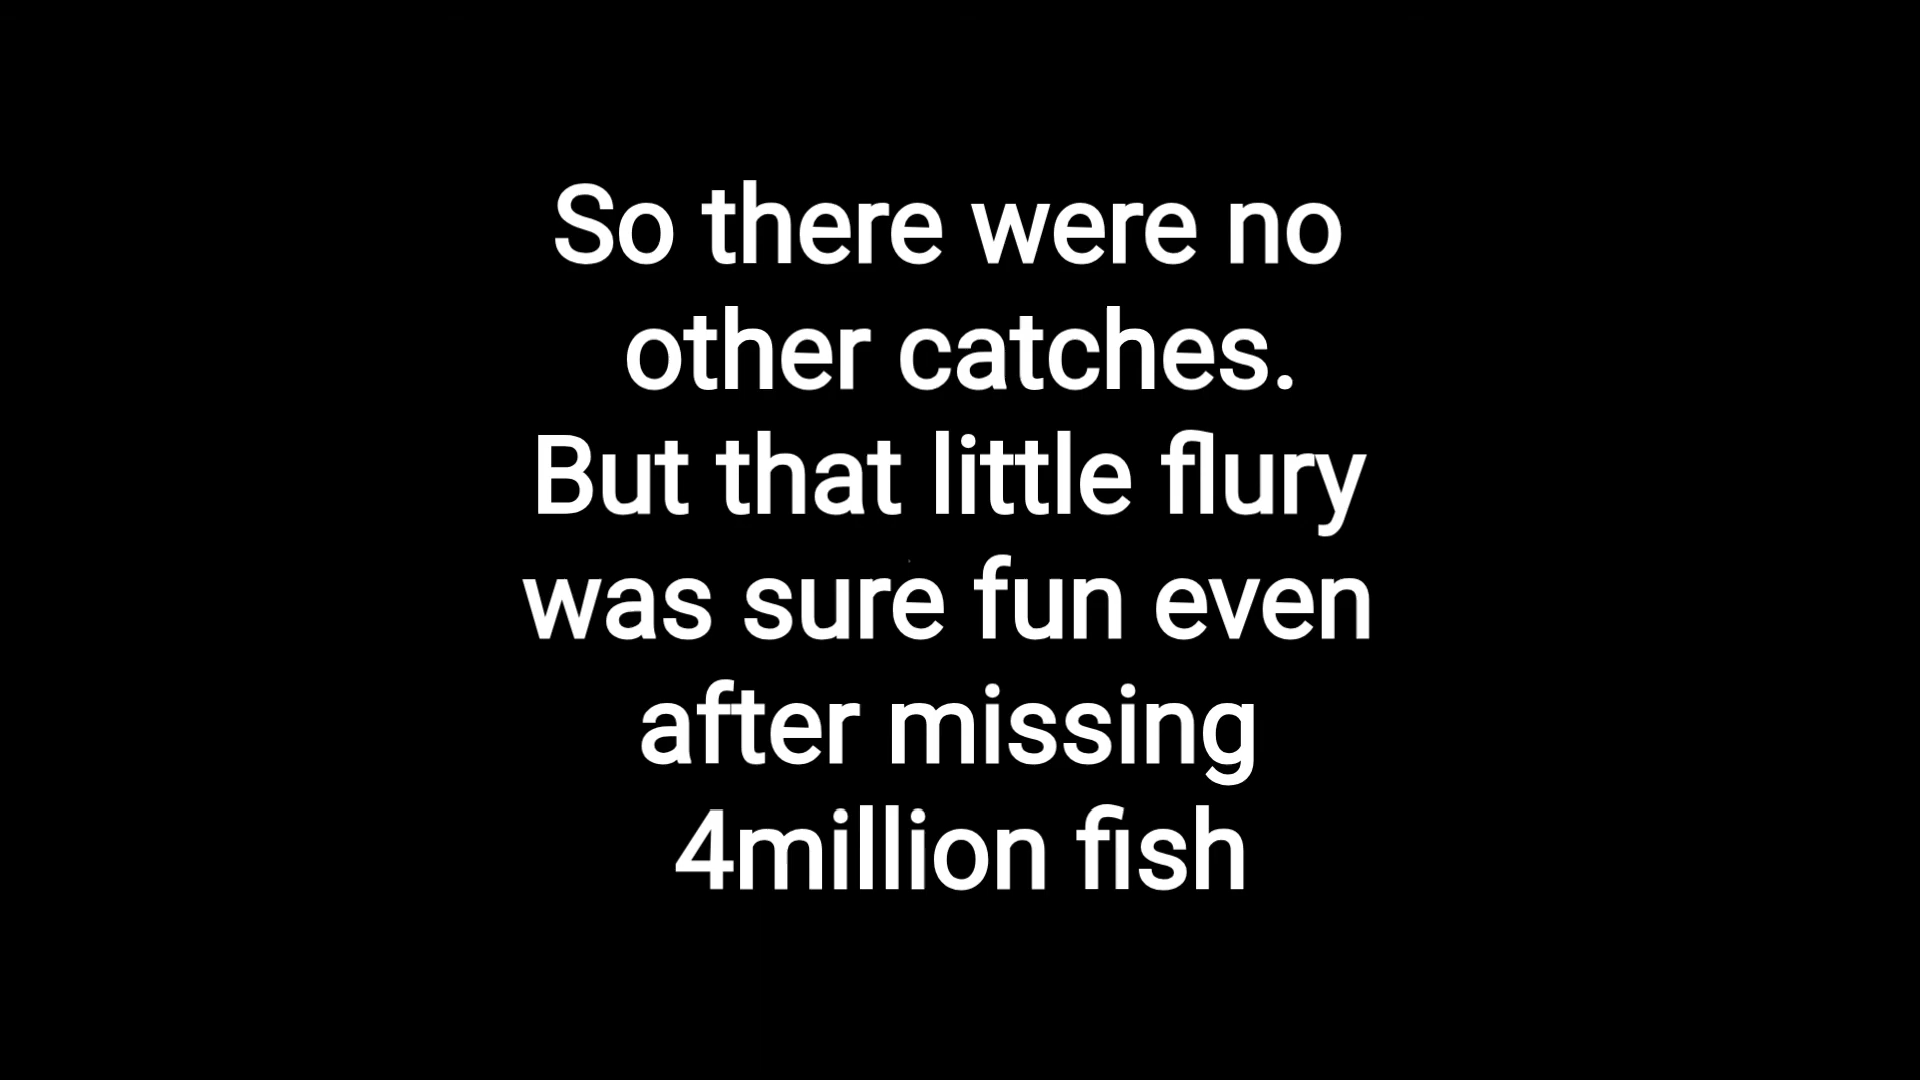 So there were no
other catches.
But that little flury
was sure fun even
after missing
4million fish